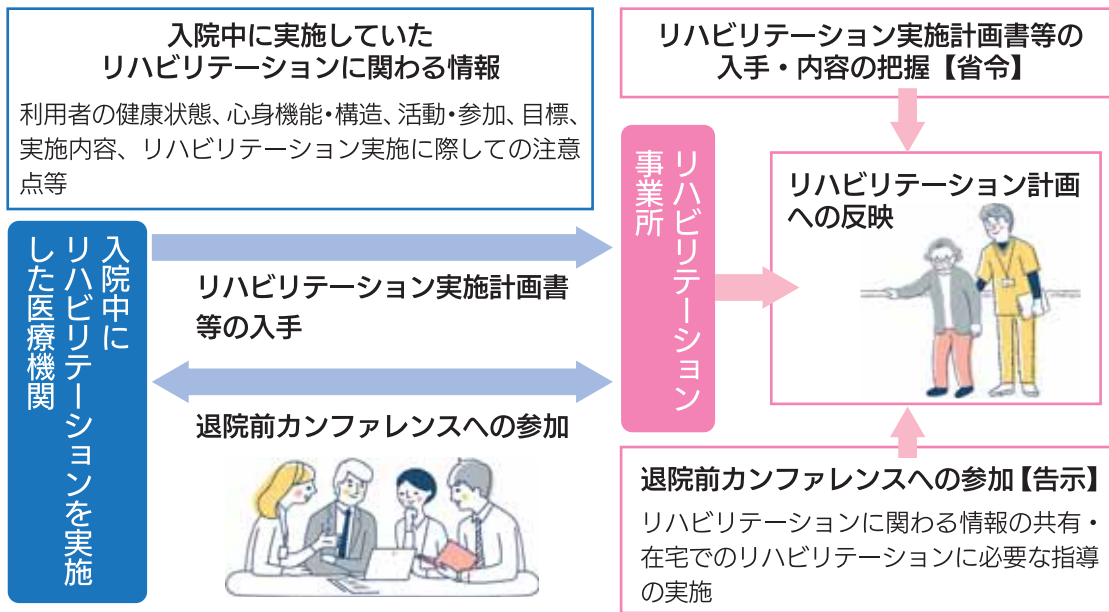 入院中に実施していた
リハビリテーションに関わる情報
利用者の健康状態、心身機能・構造、活動・参加、目標、
実施内容、リハビリテーション実施に際しての注意
点等
リハビリテーション実施計画書等の
入手・内容の把握【省令】
入院中に
リハビリテーションを実施
した医療機関
リハビリテーション実施計画書
等の入手
退院前カンファレンスへの参加
リハビリテーション
事業所
リハビリテーション計画
への反映
退院前カンファレンスへの参加【告示】
リハビリテーションに関わる情報の共有・
在宅でのリハビリテーションに必要な指導
の実施